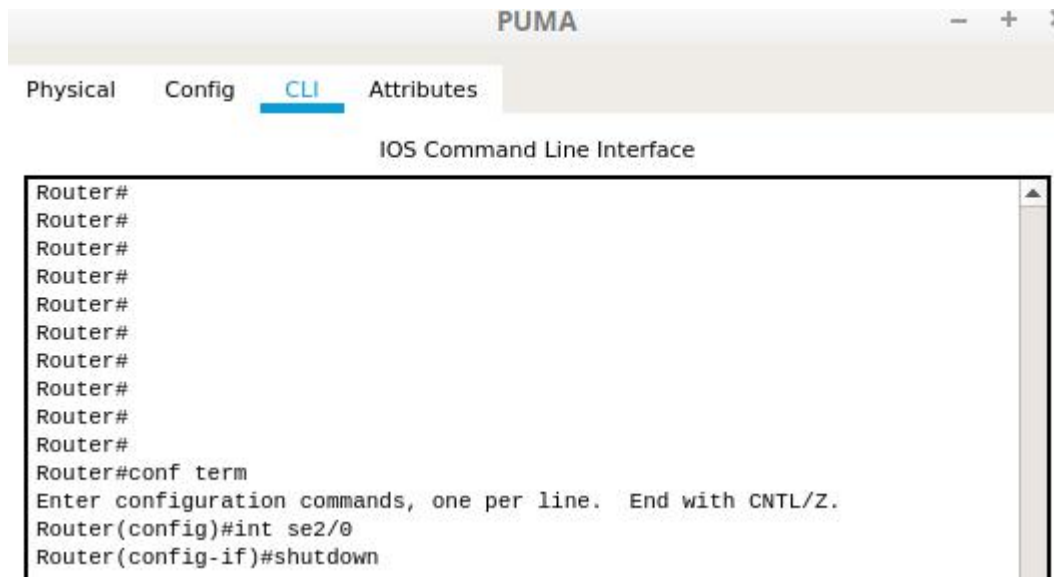 PUMA
Physical Config CLI Attributes
IOS Command Line Interface
Router#
Router#
Router#
Router#
Router#
Router#
Router#
Router#
Router#
Router#
Router#conf term
Enter configuration commands, one per line.  End with CNTL/Z.
Router(config)#int se2/0
Router(config-if)#shutdown